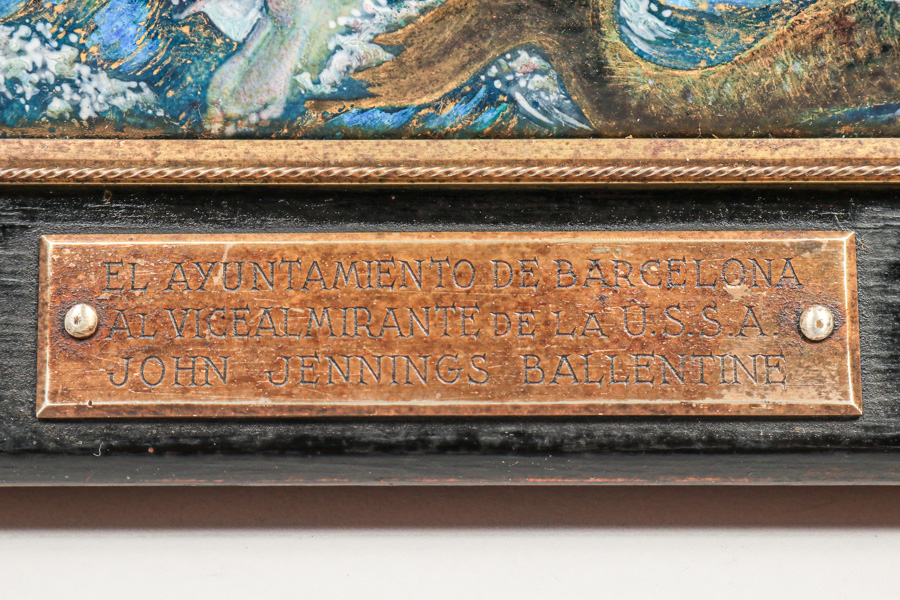 EL AYUNTAMIENTO DE BARCELONA
AL VICEALMIRANTE DE LA U.S.S.A.
JOHN JENNINGS BALLENTINE